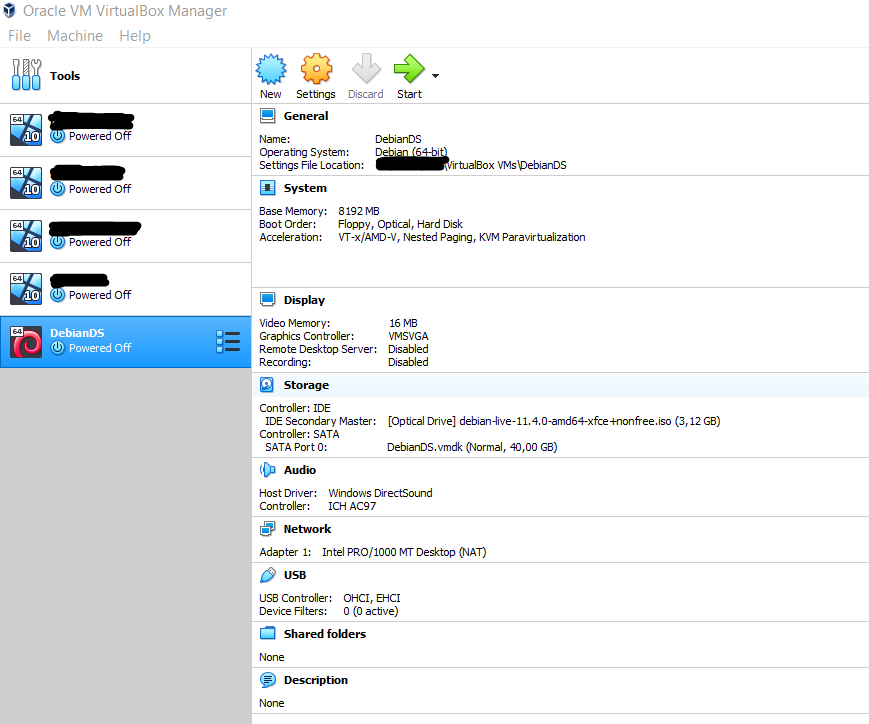 Oracle VM VirtualBox Manager
File Machine Help
Tools
New Settings Discard Start
64
10
Powered Off
64
10
Powered Off
64
10
Powered Off
64
10
Powered Off
64
DebianDS
Powered Off
General
Name: DebianDS
Operating System: Debian (64-bit)
Settings File Location: \VirtualBox VMs\DebianDS
System
Base Memory: 8192 MB
Boot Order: Floppy, Optical, Hard Disk
Acceleration: VT-x/AMD-V, Nested Paging, KVM Paravirtualization
Display
Video Memory: 16 MB
Graphics Controller: VMSVGA
Remote Desktop Server: Disabled
Recording: Disabled
Storage
Controller: IDE
IDE Secondary Master: [Optical Drive] debian-live-11.4.0-amd64-xfce+nonfree.iso (3,12 GB)
Controller: SATA
SATA Port 0: DebianDS.vmdk (Normal, 40,00 GB)
Audio
Host Driver: Windows DirectSound
Controller: ICH AC97
Network
Adapter 1: Intel PRO/1000 MT Desktop (NAT)
USB
USB Controller: OHCI, EHCI
Device Filters: 0 (0 active)
Shared folders
None
Description
None